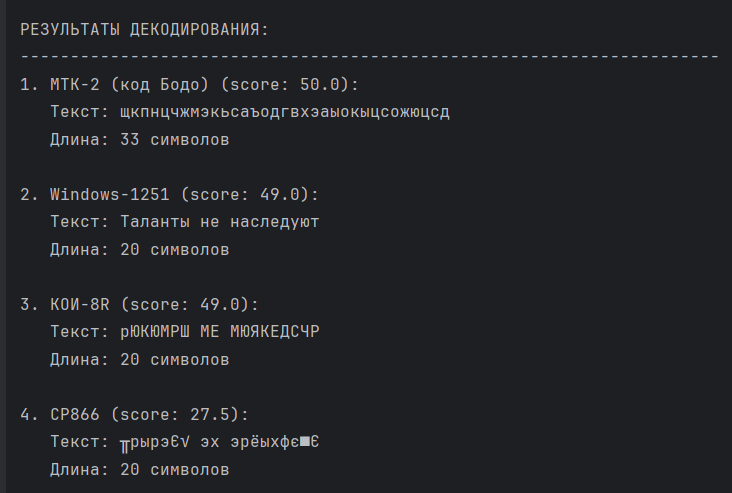 РЕЗУЛЬТАТЫ ДЕКОДИРОВАНИЯ:
----------------------------------------------------------------------
1. МТК-2 (код Бодо) (score: 50.0):
Текст: щкпнцчжмэкьсаъодгвхэаыокыцсожюцсд
Длина: 33 символов
2. Windows-1251 (score: 49.0):
Текст: Таланты не наследуют
Длина: 20 символов
3. КОИ-8R (score: 49.0):
Текст: рЮКЮМРШ МЕ МЮЯКЕДСЧР
Длина: 20 символов
4. CP866 (score: 27.5):
Текст: ╥рырэЄ√ эх эрёыхфє■Є
Длина: 20 символов